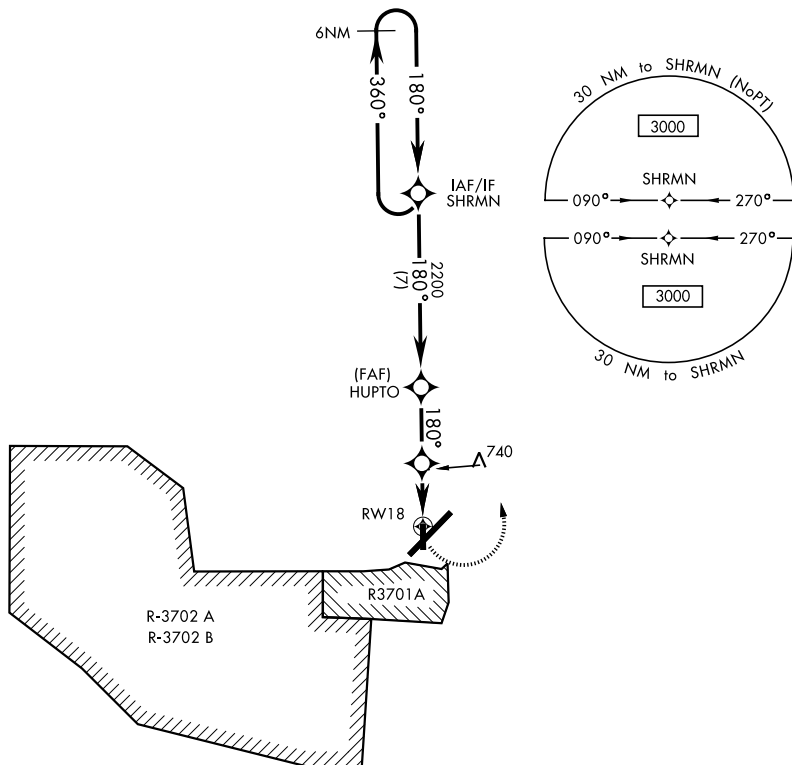 6NM
360°
180°
IAF/IF
SHRMN
2200
180°
(7)
(FAF)
HUPTO
180°
740
RW18
R3701A
R-3702 A
R-3702 B
30 NM to SHRMN (NoPT)
3000
SHRMN
090°
270°
090°
270°
SHRMN
3000
30 NM to SHRMN